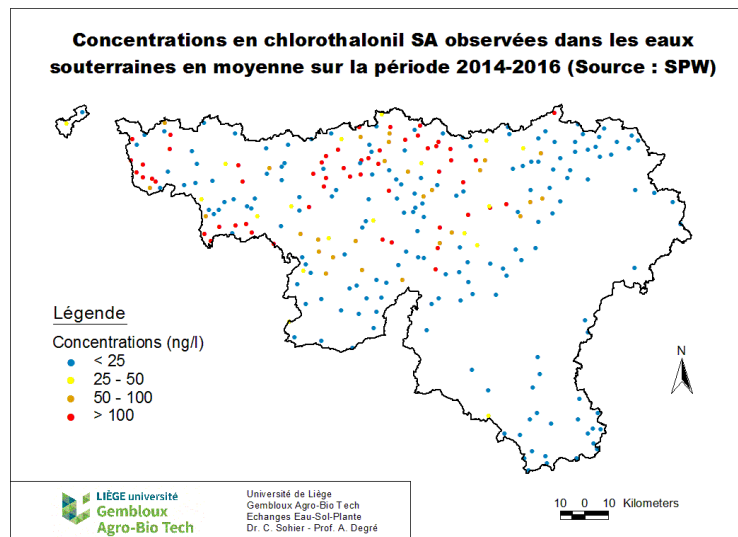 Concentrations en chlorothalonil SA observées dans les eaux
souterraines en moyenne sur la période 2014-2016 (Source : SPW)
Légende
Concentrations (ng/l)
< 25
25 - 50
50 - 100
> 100
N
LIÈGE université
Gembloux
Agro-Bio Tech
Université de Liège
Gembloux Agro-Bio Tech
Echanges Eau-Sol-Plante
Dr. C. Sohier - Prof. A. Degré
10 0 10 Kilometers